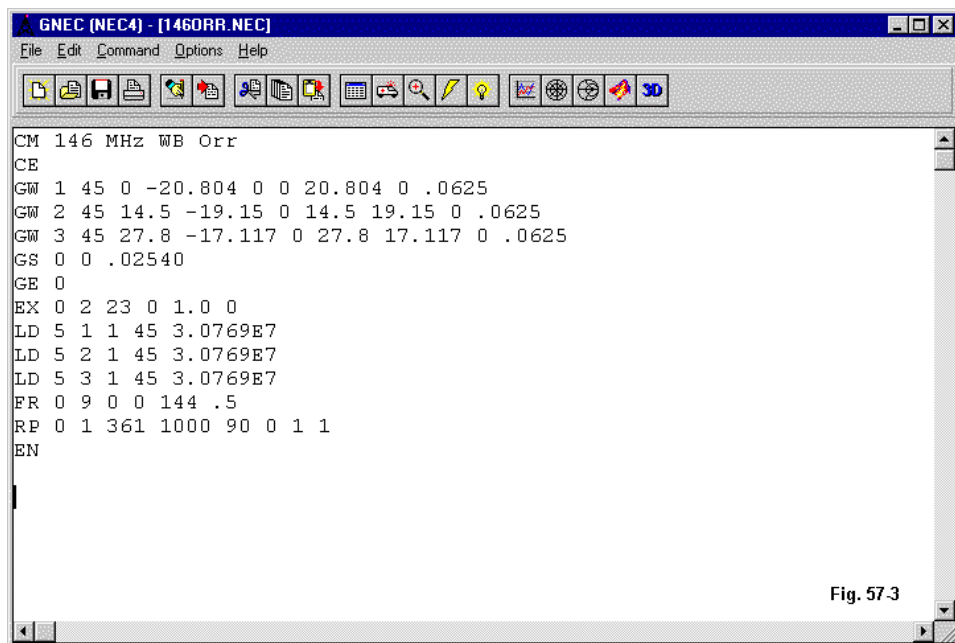 GNEC (NEC4) - [146ORR.NEC]
File Edit Command Options Help
3D
CM 146 MHz WB Orr
CE
GW 1 45 0 -20.804 0 0 20.804 0 .0625
GW 2 45 14.5 -19.15 0 14.5 19.15 0 .0625
GW 3 45 27.8 -17.117 0 27.8 17.117 0 .0625
GS 0 0 .02540
GE 0
EX 0 2 23 0 1.0 0
LD 5 1 1 45 3.0769E7
LD 5 2 1 45 3.0769E7
LD 5 3 1 45 3.0769E7
FR 0 9 0 0 144 .5
RP 0 1 361 1000 90 0 1 1
EN
Fig. 57-3